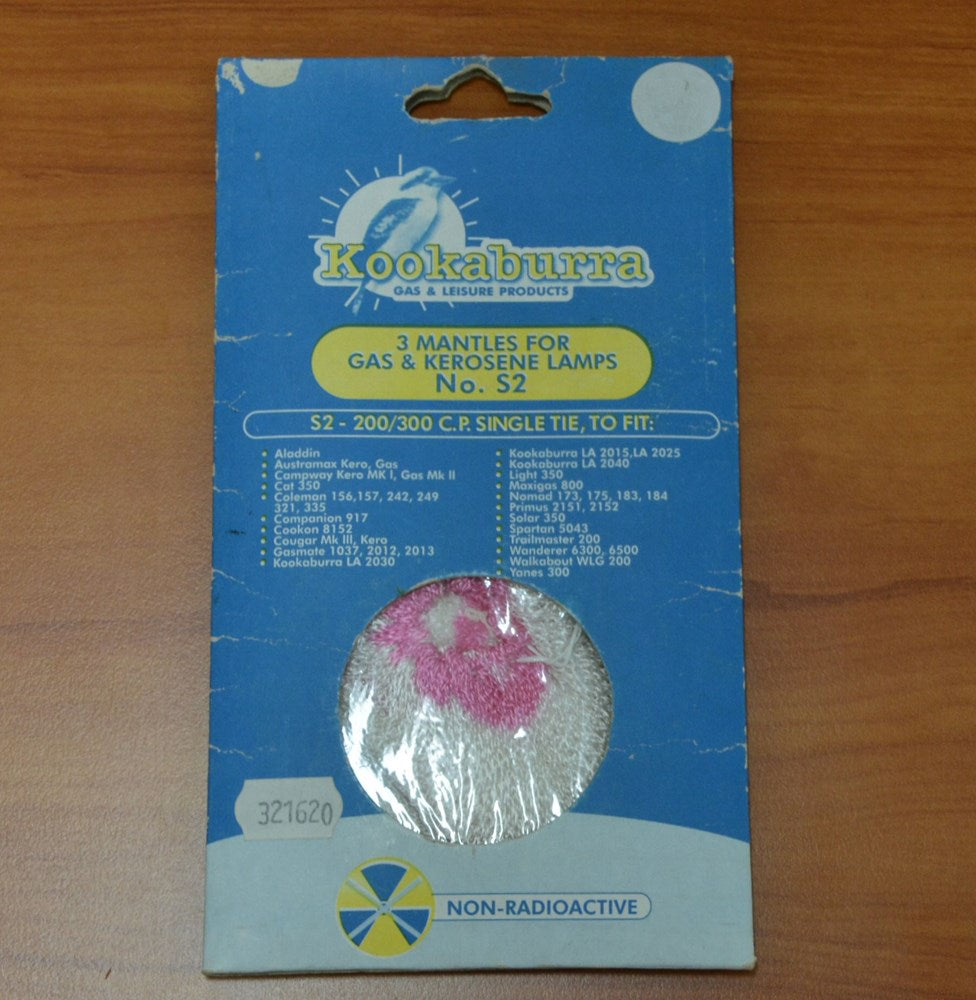 Kookaburra
GAS & LEISURE PRODUCTS
3 MANTLES FOR
GAS & KEROSENE LAMPS
No. S2
S2 - 200/300 C.P. SINGLE TIE, TO FIT:
Aladdin
Austramax Kero, Gas
Campway Kero MK I, Gas Mk II
Cat 350
Coleman 156,157, 242, 249
321, 335
Companion 917
Cookon 8152
Cougar Mk III, Kero
Gasmate 1037, 2012, 2013
Kookaburra LA 2030
Kookaburra LA 2015,LA 2025
Kookaburra LA 2040
Light 350
Maxigas 800
Nomad 173, 175, 183, 184
Primus 2151, 2152
Solar 350
Spartan 5043
Trailmaster 200
Wanderer 6300, 6500
Walkabout WLG 200
Yanes 300
321620
NON-RADIOACTIVE